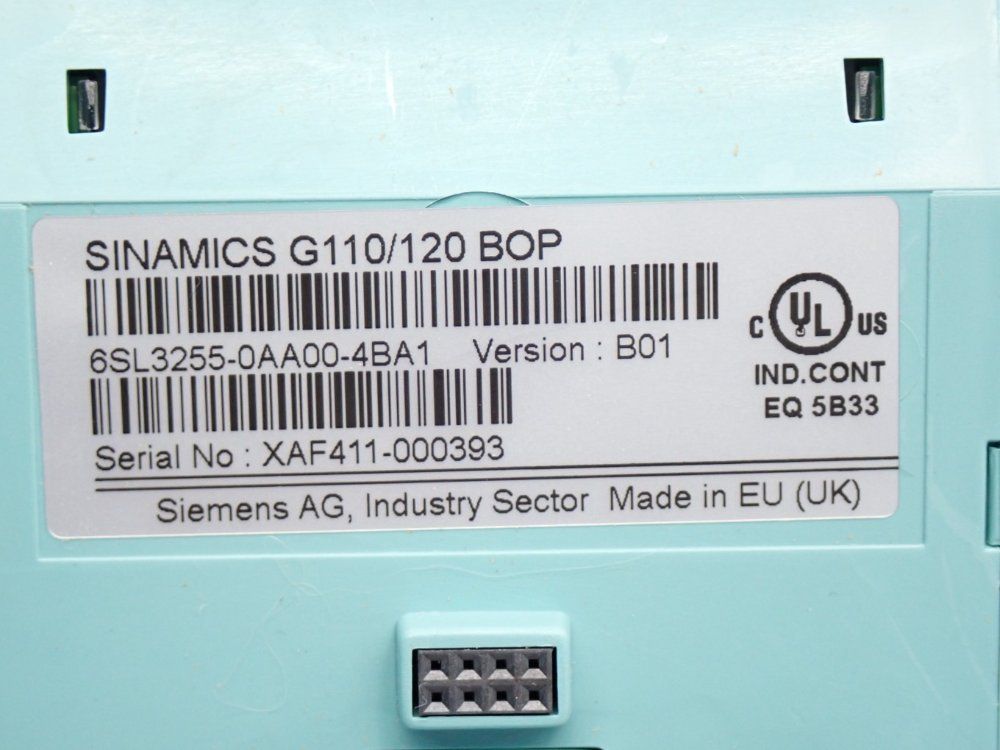 SINAMICS G110/120 BOP
6SL3255-0AA00-4BA1 Version : B01
C UL US
IND.CONT
EQ 5B33
Serial No : XAF411-000393
Siemens AG, Industry Sector Made in EU (UK)